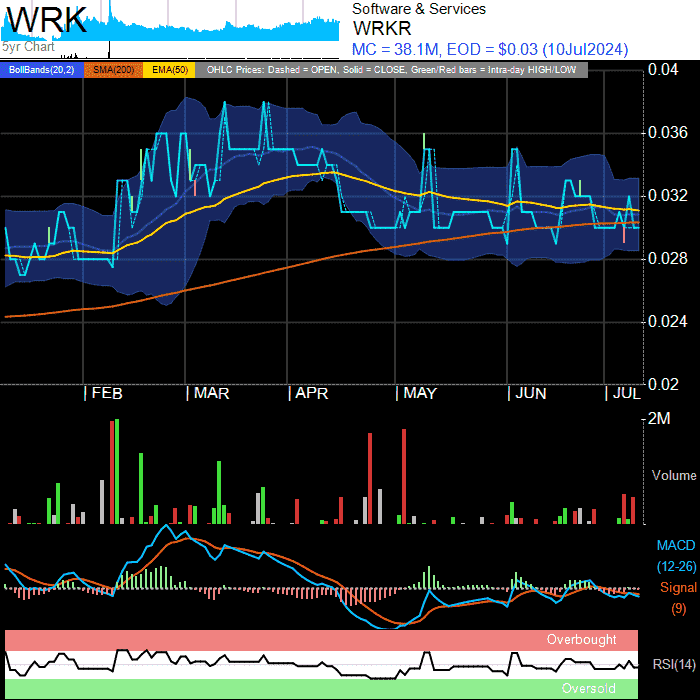 WRK
5yr Chart
Software & Services
WRKR
MC = 38.1M, EOD = $0.03 (10Jul2024)
BollBands(20,2) SMA(200) EMA(50) OHLC Prices: Dashed = OPEN, Solid = CLOSE, Green/Red bars = Intra-day HIGH/LOW
0.04
0.036
0.032
0.028
0.024
0.02
FEB MAR APR MAY JUN JUL
2M
Volume
MACD
(12-26)
Signal
(9)
Overbought
RSI(14)
Oversold